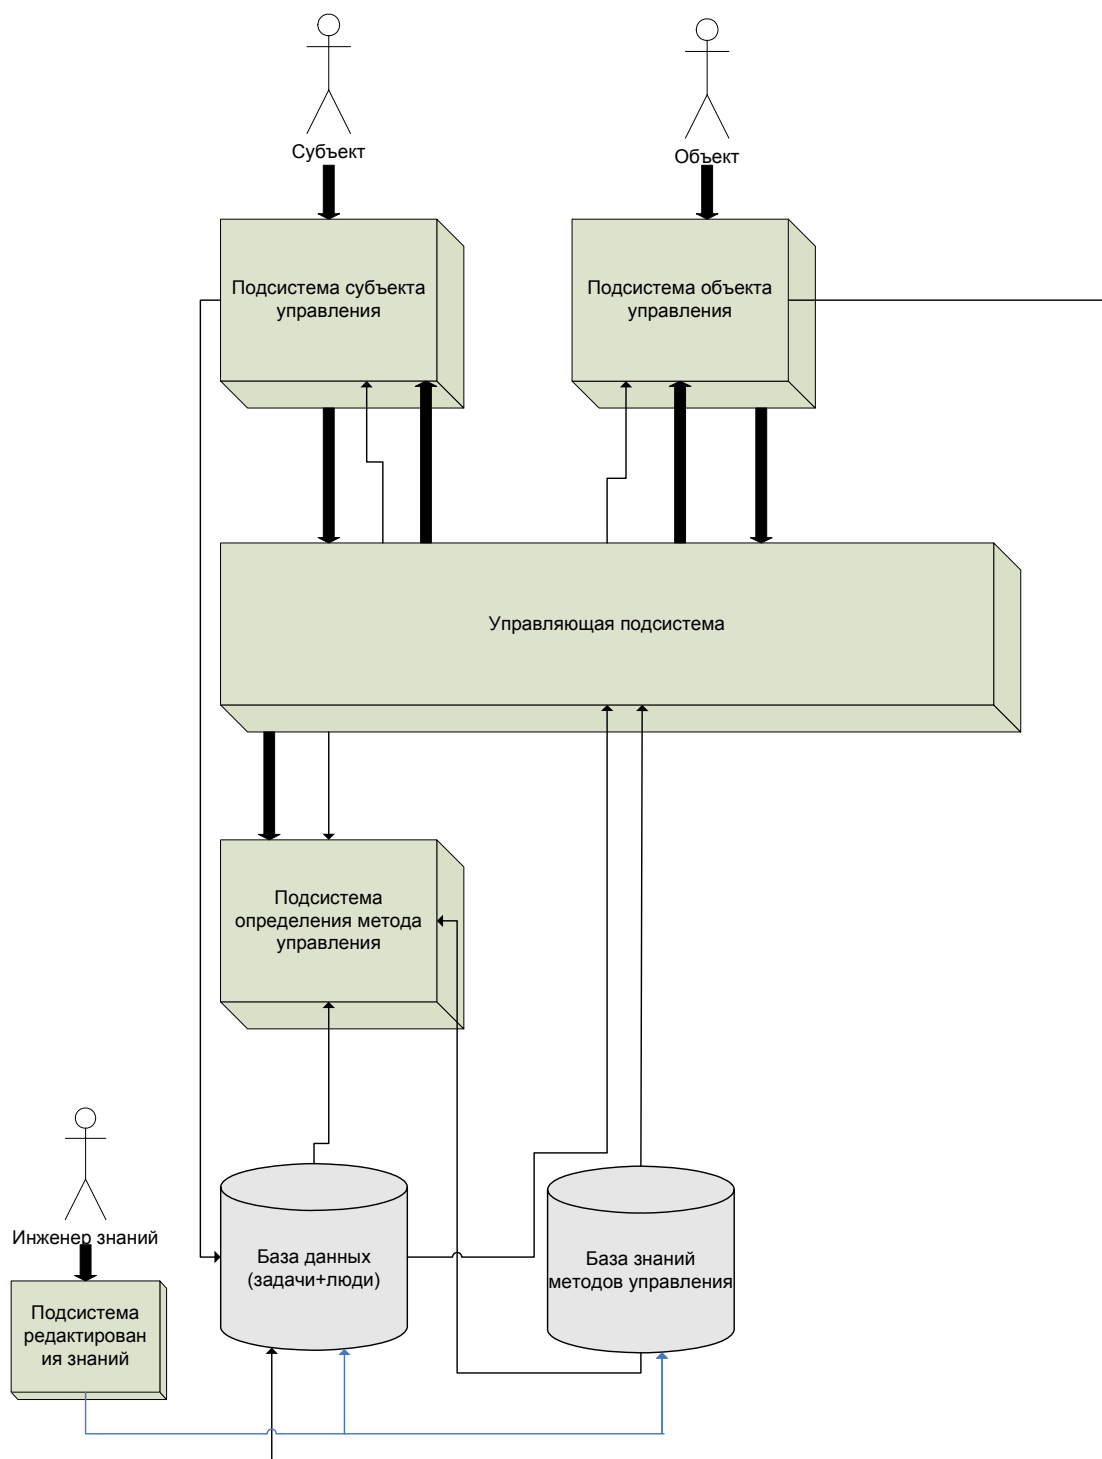 Субъект
Объект
Подсистема субъекта
управления
Подсистема объекта
управления
Управляющая подсистема
Подсистема
определения метода
управления
Инженер знаний
База данных
(задачи+люди)
База знаний
методов управления
Подсистема
редактирован
ия знаний